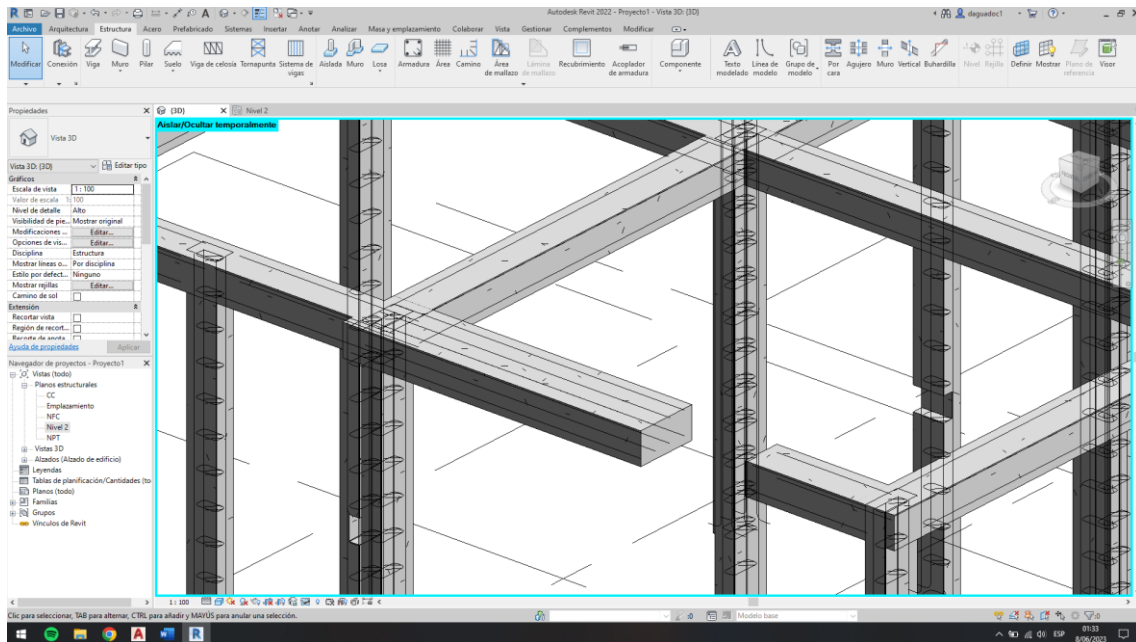 Autodesk Revit 2022 - Proyecto1 - Vista 3D: {3D}
deguadoc1
Archivo Arquitectura Estructura Acero Prefabricado Sistemas Insertar Anotar Analizar Masa y emplazamiento Colaborar Vista Gestionar Complementos Modificar
Modificar Conexión Viga Muro Pilar Suelo Viga de celosía Tornapunta Sistema de Aislada Muro Losa Armadura Área Camino Área Lámina Recubrimiento Acoplador Componente Texto Línea de Grupo de Por Agujero Muro Vertical Buhardilla Nivel Rejilla Definir Mostrar Plano de Visor
vigas de mallazo de mallazo de armadura modelado modelo modelo cara referencia
Propiedades {3D} Nivel 2
Aislar/Ocultar temporalmente
Vista 3D
Vista 3D: {3D} Editar tipo
Gráficos
Escala de vista 1 : 100
Valor de escala 1: 100
Nivel de detalle Alto
Visibilidad de pie... Mostrar original
Modificaciones ... Editar...
Opciones de vis... Editar...
Disciplina Estructura
Mostrar líneas o... Por disciplina
Estilo por defect... Ninguno
Mostrar rejillas Editar...
Camino de sol
Extensión
Recortar vista
Región de recort...
Recorte de anota...
Ayuda de propiedades Aplicar
Navegador de proyectos - Proyecto1
Vistas (todo)
Planos estructurales
CC
Emplazamiento
NFC
Nivel 2
NPT
Vistas 3D
Alzados (Alzado de edificio)
Leyendas
Tablas de planificación/Cantidades (to
Planos (todo)
Familias
Grupos
Vínculos de Revit
1 : 100
Clic para seleccionar, TAB para alternar, CTRL para añadir y MAYÚS para anular una selección. :0 Modelo base :0
ESP 01:33
8/06/2023